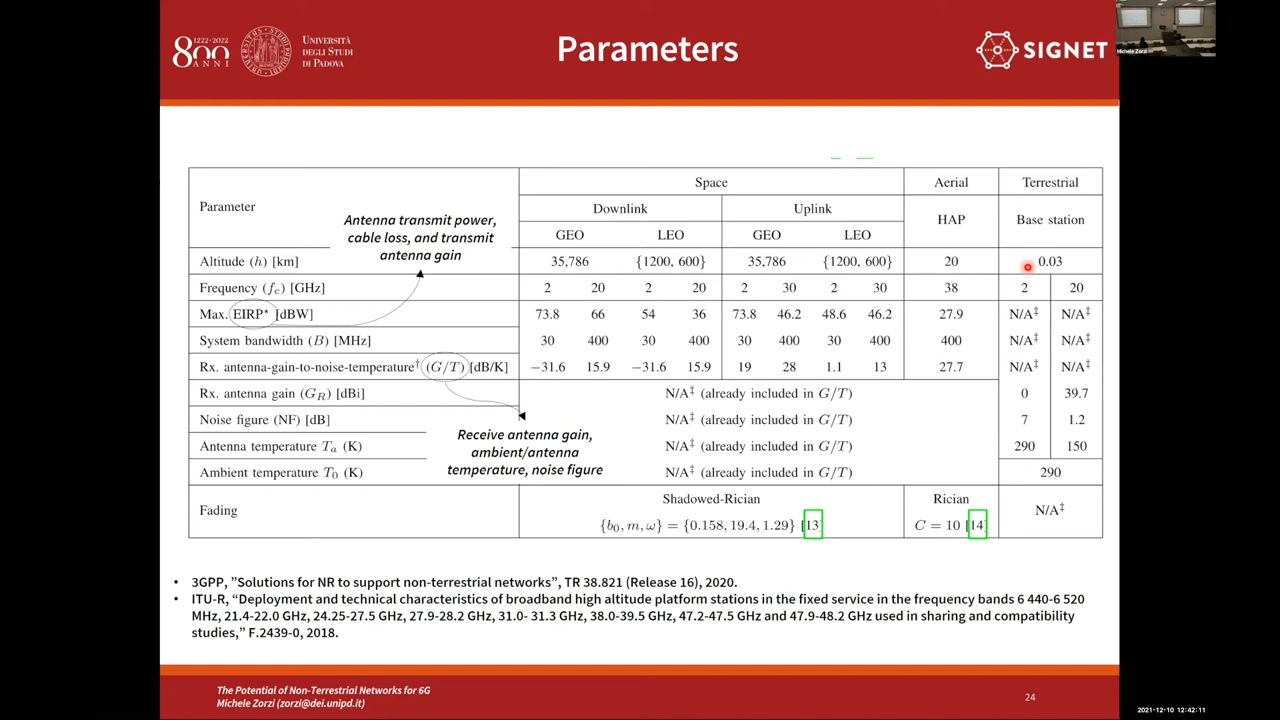 1222·2022
800
ANNI
UNIVERSITÀ
DEGLI STUDI
DI PADOVA
Parameters
SIGNET
Michele Zorzi
Parameter
Space
Aerial
Terrestrial
Downlink
Uplink
HAP
Base station
GEO
LEO
GEO
LEO
Antenna transmit power,
cable loss, and transmit
antenna gain
Altitude (h) [km] 35,786 {1200, 600} 35,786 {1200, 600} 20 0.03
Frequency (f_c) [GHz] 2 20 2 20 2 30 2 30 38 2 20
Max. EIRP* [dBW] 73.8 66 54 36 73.8 46.2 48.6 46.2 27.9 N/A‡ N/A‡
System bandwidth (B) [MHz] 30 400 30 400 30 400 30 400 400 N/A‡ N/A‡
Rx. antenna-gain-to-noise-temperature† (G/T) [dB/K] −31.6 15.9 −31.6 15.9 19 28 1.1 13 27.7 N/A‡ N/A‡
Rx. antenna gain (G_R) [dBi] N/A‡ (already included in G/T) 0 39.7
Noise figure (NF) [dB] N/A‡ (already included in G/T) 7 1.2
Antenna temperature T_a (K) N/A‡ (already included in G/T) 290 150
Ambient temperature T_0 (K) N/A‡ (already included in G/T) 290
Receive antenna gain,
ambient/antenna
temperature, noise figure
Fading
Shadowed-Rician
{b_0, m, ω} = {0.158, 19.4, 1.29} [13]
Rician
C = 10 [14]
N/A‡
• 3GPP, ”Solutions for NR to support non-terrestrial networks”, TR 38.821 (Release 16), 2020.
• ITU-R, “Deployment and technical characteristics of broadband high altitude platform stations in the fixed service in the frequency bands 6 440-6 520
MHz, 21.4-22.0 GHz, 24.25-27.5 GHz, 27.9-28.2 GHz, 31.0- 31.3 GHz, 38.0-39.5 GHz, 47.2-47.5 GHz and 47.9-48.2 GHz used in sharing and compatibility
studies,” F.2439-0, 2018.
The Potential of Non-Terrestrial Networks for 6G
Michele Zorzi (zorzi@dei.unipd.it)
24
2021-12-10 12:42:11